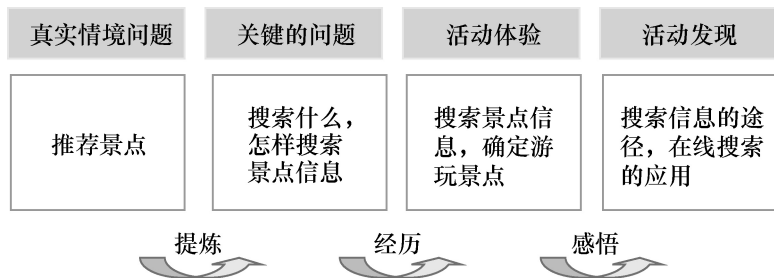 真实情境问题
关键的问题
活动体验
活动发现
推荐景点
搜索什么，
怎样搜索
景点信息
搜索景点信
息，确定游
玩景点
搜索信息的途
径，在线搜索
的应用
提炼
经历
感悟